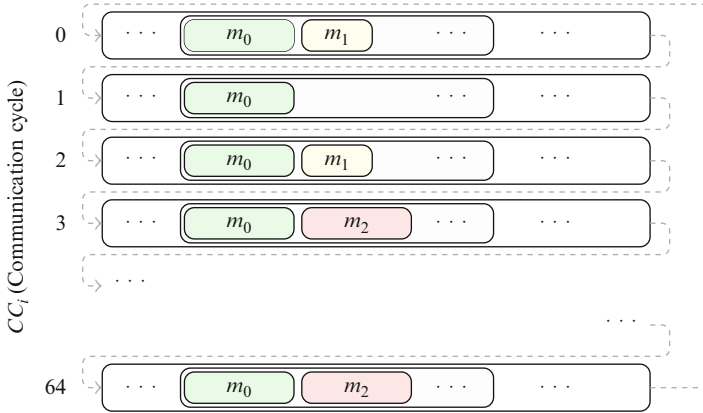 0 · · · m₀ m₁ · · · · · ·
1 · · · m₀ · · · · · ·
2 · · · m₀ m₁ · · · · · ·
3 · · · m₀ m₂ · · · · · ·
· · ·
· · ·
64 · · · m₀ m₂ · · · · · ·
CCᵢ (Communication cycle)